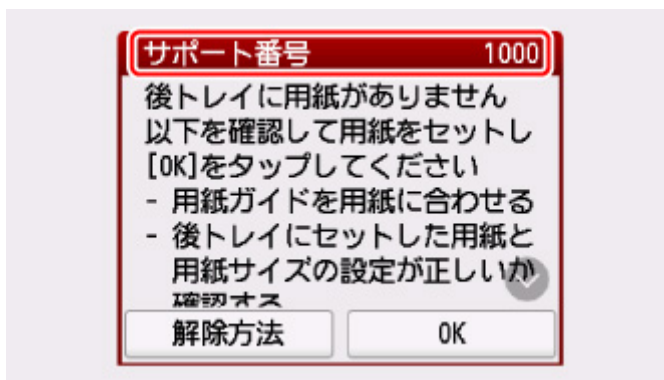 サポート番号 1000
後トレイに用紙がありません
以下を確認して用紙をセットし
[OK]をタップしてください
- 用紙ガイドを用紙に合わせる
- 後トレイにセットした用紙と
用紙サイズの設定が正しいか
確認する
解除方法 OK